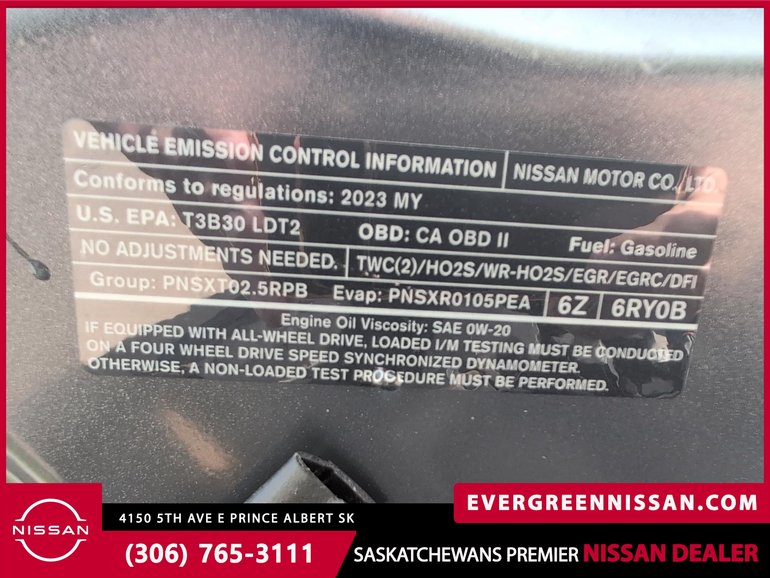 VEHICLE EMISSION CONTROL INFORMATION NISSAN MOTOR CO., LTD.
Conforms to regulations: 2023 MY
U.S. EPA: T3B30 LDT2 OBD: CA OBD II Fuel: Gasoline
NO ADJUSTMENTS NEEDED. TWC(2)/HO2S/WR-HO2S/EGR/EGRC/DFI
Group: PNSXT02.5RPB Evap: PNSXR0105PEA 6Z 6RY0B
Engine Oil Viscosity: SAE 0W-20
IF EQUIPPED WITH ALL-WHEEL DRIVE, LOADED I/M TESTING MUST BE CONDUCTED
ON A FOUR WHEEL DRIVE SPEED SYNCHRONIZED DYNAMOMETER.
OTHERWISE, A NON-LOADED TEST PROCEDURE MUST BE PERFORMED.
NISSAN
4150 5TH AVE E PRINCE ALBERT SK
EVERGREENNISSAN.COM
(306) 765-3111
SASKATCHEWANS PREMIER NISSAN DEALER